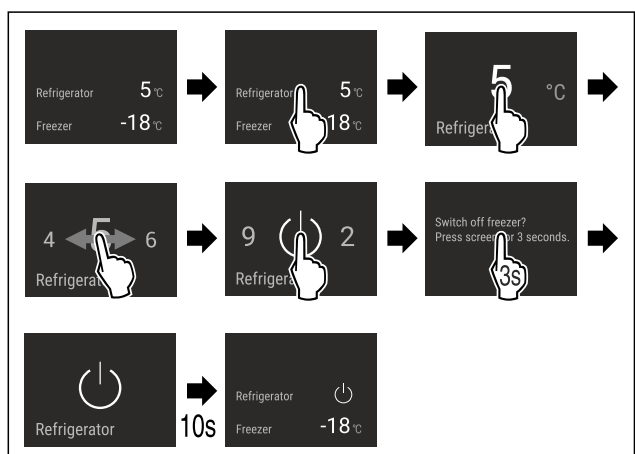 Refrigerator 5 °C
Freezer -18 °C
Refrigerator 5 °C
Freezer 18 °C
5 °C
4 5 6
9 2
Switch off freezer?
Press screen for 3 seconds.
3s
Refrigerator
10s
Refrigerator
Freezer -18 °C